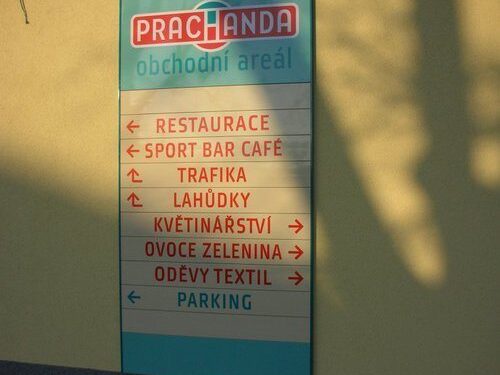 PRACHANDA
obchodní areál
← RESTAURACE
← SPORT BAR CAFÉ
↰ TRAFIKA
↰ LAHŮDKY
KVĚTINÁŘSTVÍ →
OVOCE ZELENINA →
ODĚVY TEXTIL →
← PARKING